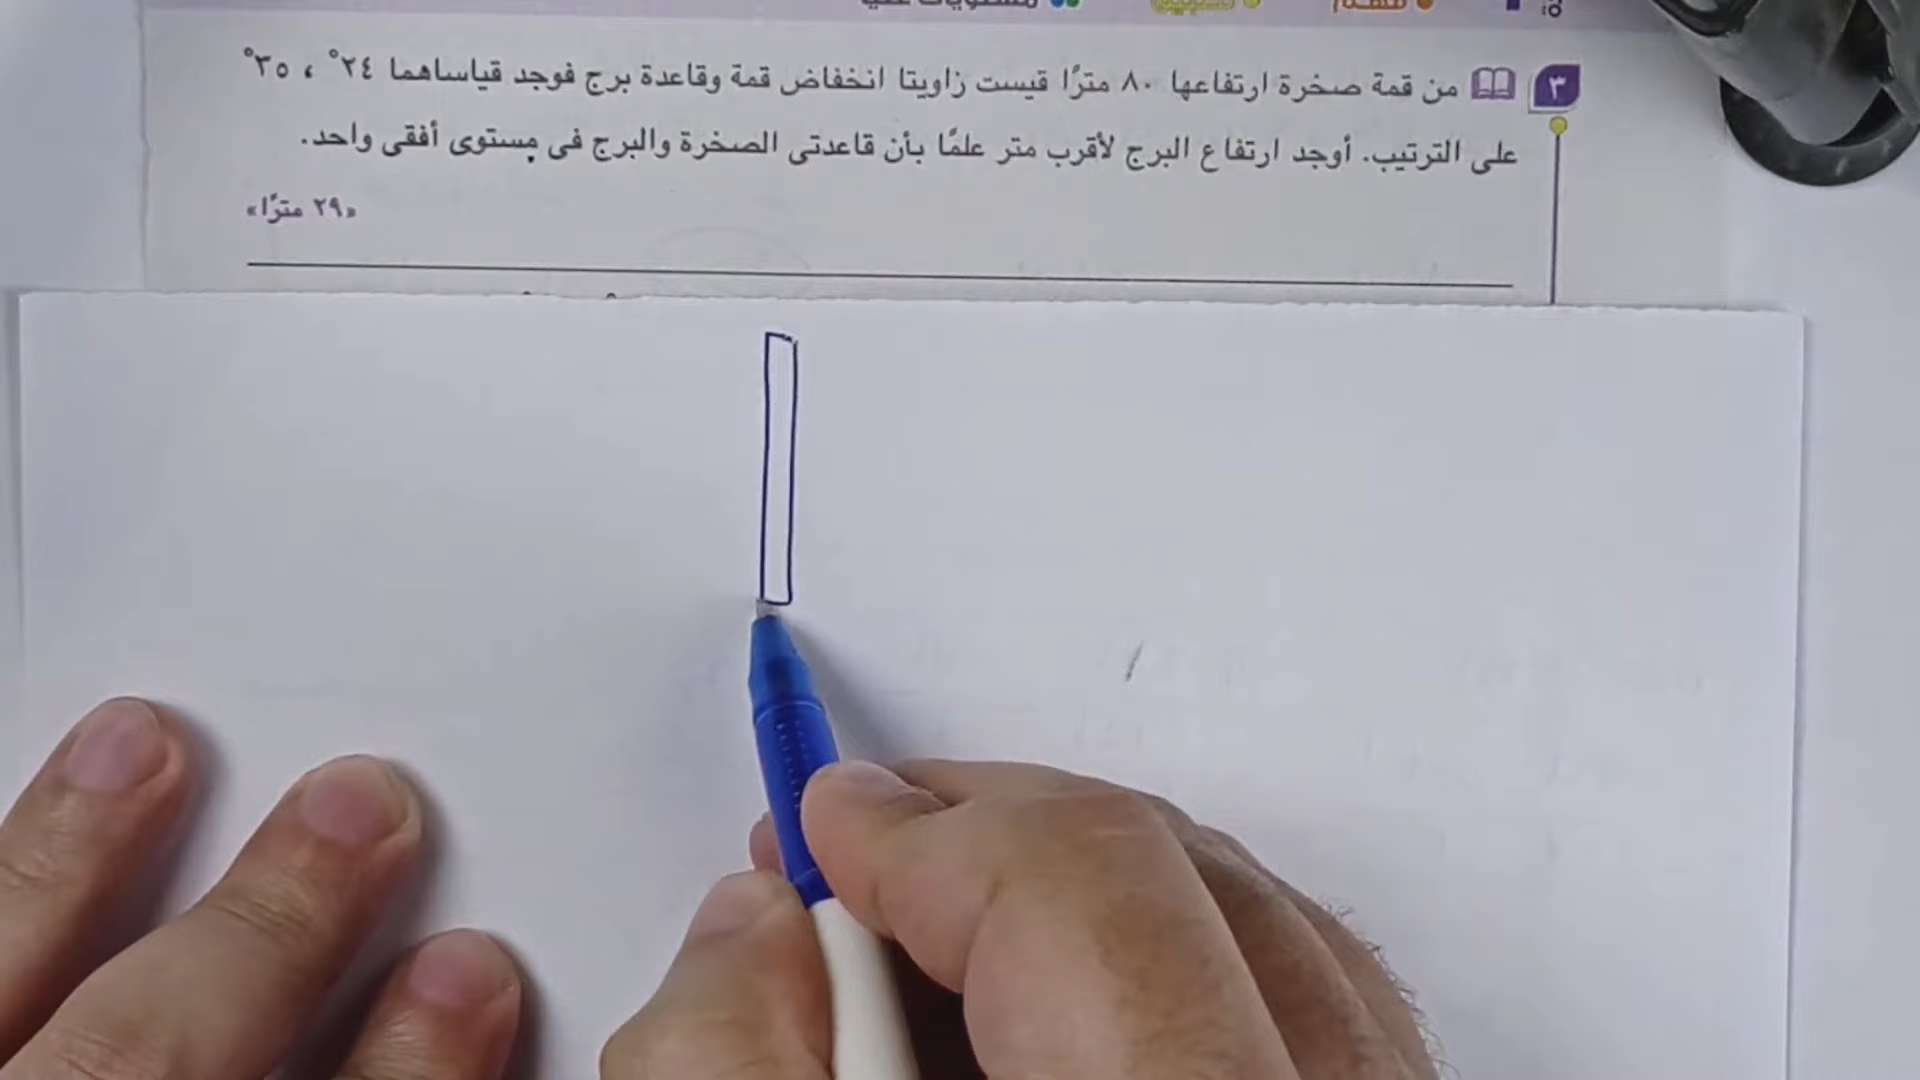 ٣ من قمة صخرة ارتفاعها ٨٠ مترًا قيست زاويتا انخفاض قمة وقاعدة برج فوجد قياساهما ٢٤° ، ٣٥°
على الترتيب. أوجد ارتفاع البرج لأقرب متر علمًا بأن قاعدتى الصخرة والبرج فى مستوى أفقى واحد.
«٢٩ مترًا»